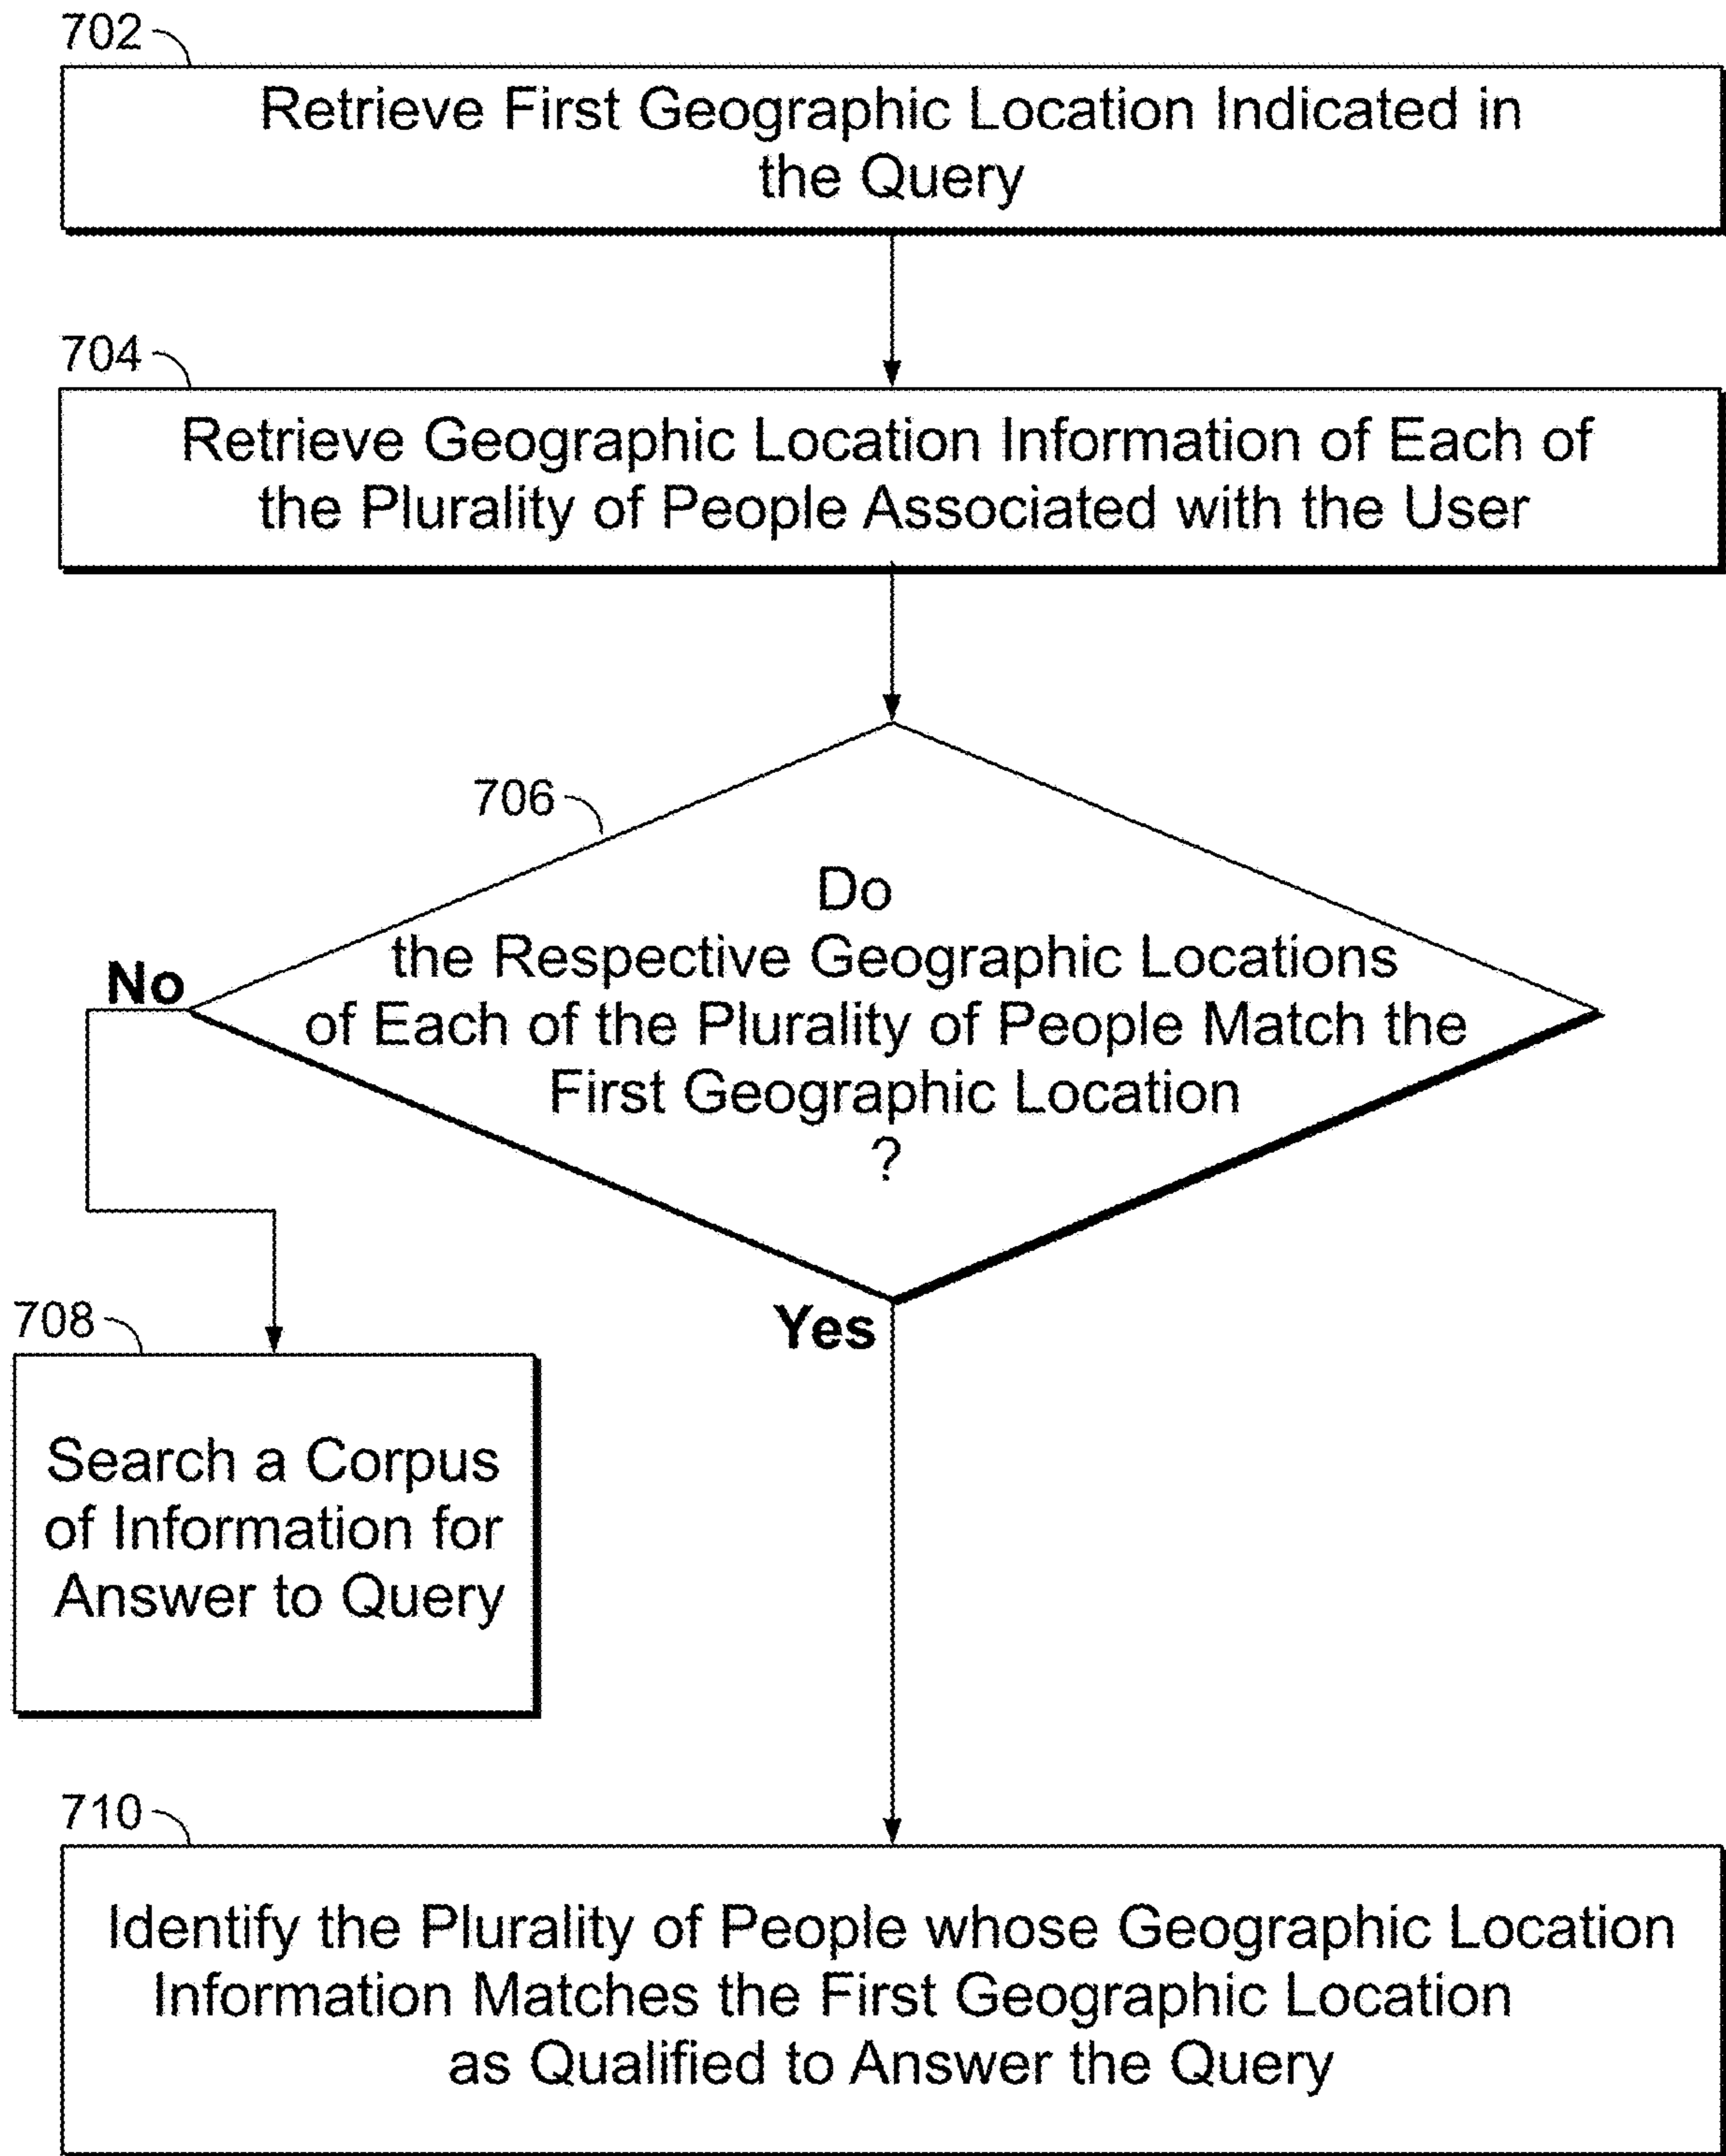 702
Retrieve First Geographic Location Indicated in
the Query
704
Retrieve Geographic Location Information of Each of
the Plurality of People Associated with the User
706
Do
the Respective Geographic Locations
of Each of the Plurality of People Match the
First Geographic Location
?
No
Yes
708
Search a Corpus
of Information for
Answer to Query
710
Identify the Plurality of People whose Geographic Location
Information Matches the First Geographic Location
as Qualified to Answer the Query